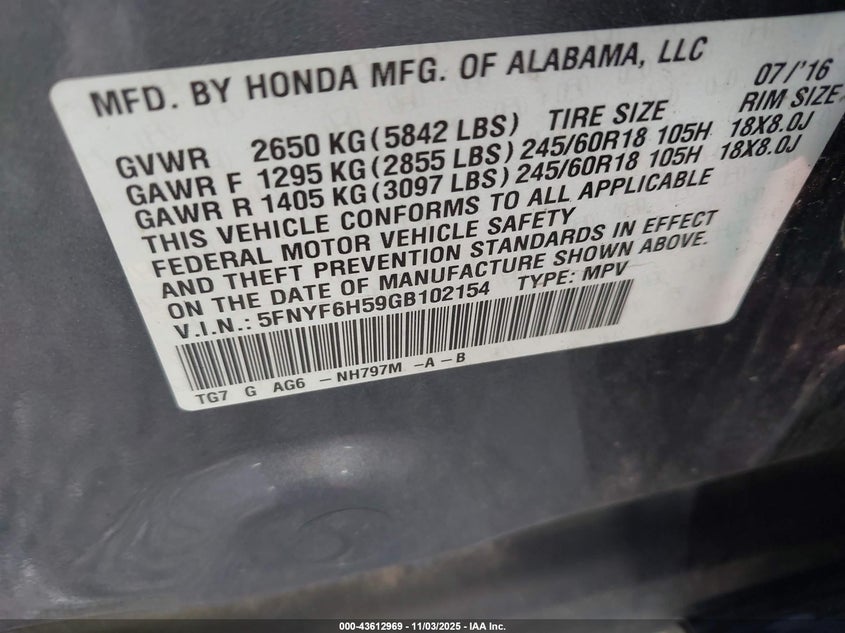 MFD. BY HONDA MFG. OF ALABAMA, LLC 07/'16
GVWR 2650 KG(5842 LBS) TIRE SIZE RIM SIZE
GAWR F 1295 KG(2855 LBS)245/60R18 105H 18X8.0J
GAWR R 1405 KG(3097 LBS)245/60R18 105H 18X8.0J
THIS VEHICLE CONFORMS TO ALL APPLICABLE
FEDERAL MOTOR VEHICLE SAFETY
AND THEFT PREVENTION STANDARDS IN EFFECT
ON THE DATE OF MANUFACTURE SHOWN ABOVE.
V.I.N.: 5FNYF6H59GB102154 TYPE: MPV
TG7 G AG6 -NH797M -A-B
000-43612969 - 11/03/2025 - IAA Inc.